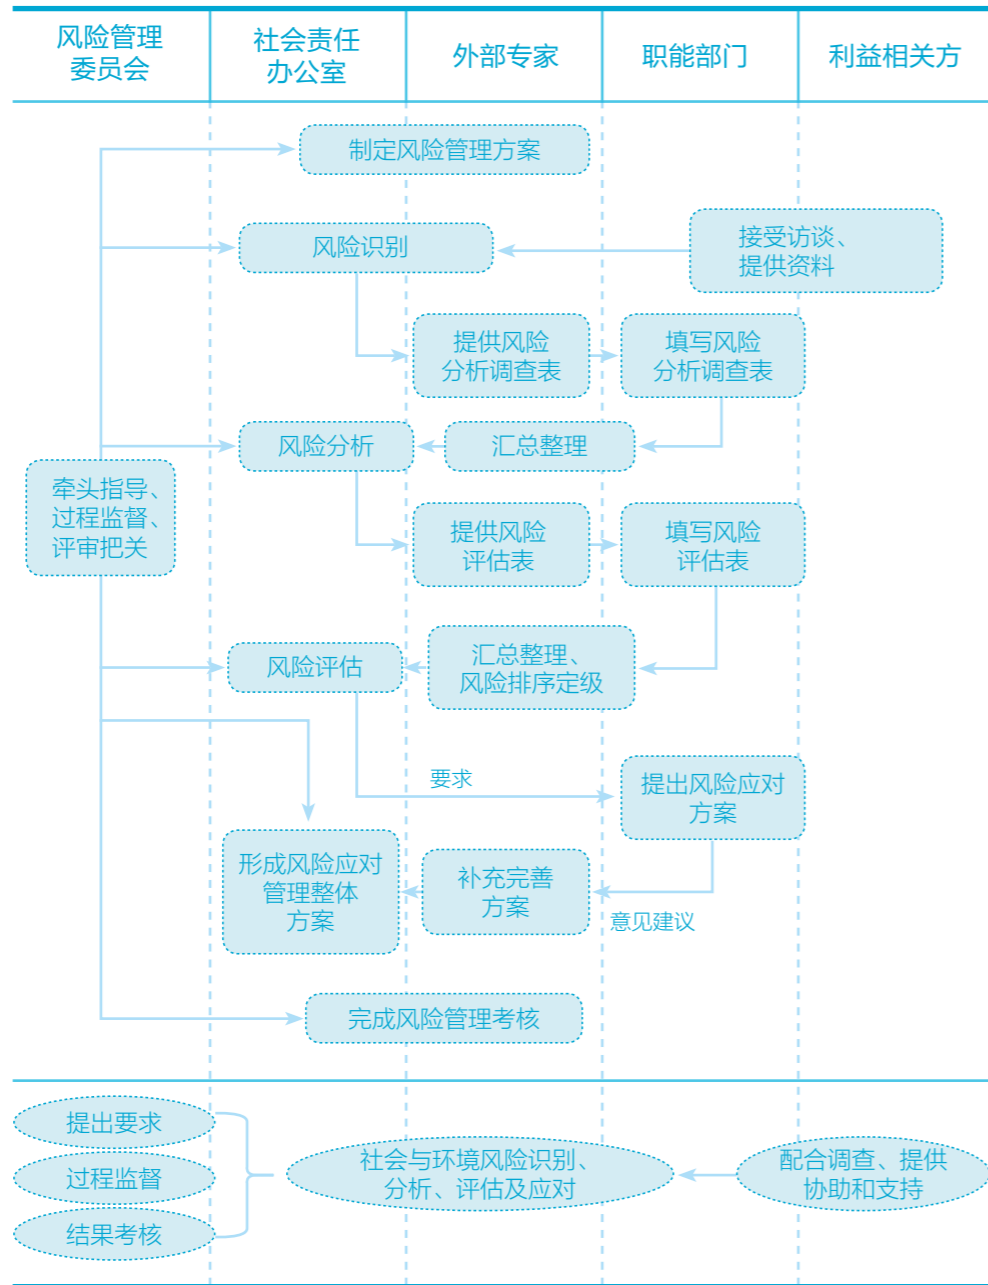 风险管理
委员会
社会责任
办公室
外部专家
职能部门
利益相关方
制定风险管理方案
风险识别
接受访谈、
提供资料
提供风险
分析调查表
填写风险
分析调查表
风险分析
汇总整理
牵头指导、
过程监督、
评审把关
提供风险
评估表
填写风险
评估表
风险评估
汇总整理、
风险排序定级
要求
提出风险应对
方案
形成风险应对
管理整体
方案
补充完善
方案
意见建议
完成风险管理考核
提出要求
过程监督
结果考核
社会与环境风险识别、
分析、评估及应对
配合调查、提供
协助和支持